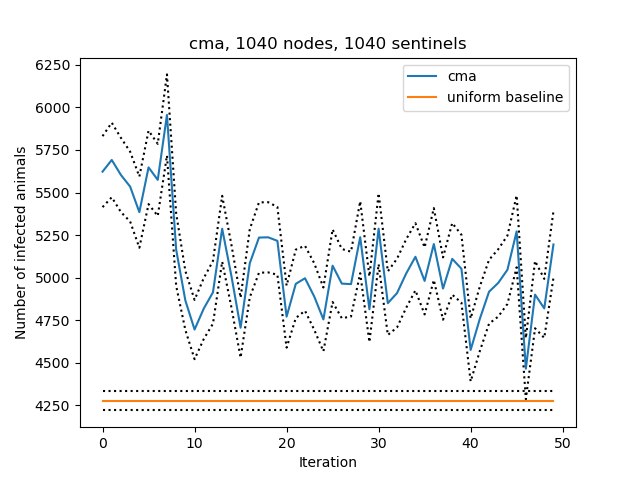 cma, 1040 nodes, 1040 sentinels
cma
uniform baseline
Number of infected animals
6250
6000
5750
5500
5250
5000
4750
4500
4250
0 10 20 30 40 50
Iteration